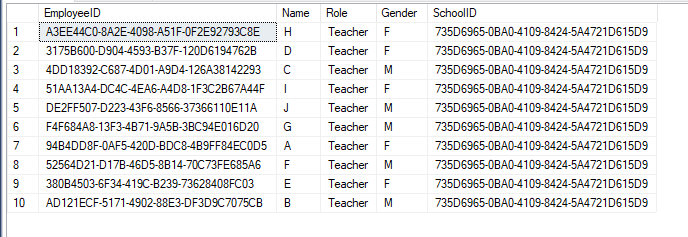 EmployeeID Name Role Gender SchoolID
1 A3EE44C0-8A2E-4098-A51F-0F2E92793C8E H Teacher F 735D6965-0BA0-4109-8424-5A4721D615D9
2 3175B600-D904-4593-B37F-120D6194762B D Teacher F 735D6965-0BA0-4109-8424-5A4721D615D9
3 4DD18392-C687-4D01-A9D4-126A38142293 C Teacher M 735D6965-0BA0-4109-8424-5A4721D615D9
4 51AA13A4-DC4C-4EA6-A4D8-1F3C2B67A44F I Teacher F 735D6965-0BA0-4109-8424-5A4721D615D9
5 DE2FF507-D223-43F6-8566-37366110E11A J Teacher M 735D6965-0BA0-4109-8424-5A4721D615D9
6 F4F684A8-13F3-4B71-9A5B-3BC94E016D20 G Teacher M 735D6965-0BA0-4109-8424-5A4721D615D9
7 94B4DD8F-0AF5-420D-BDC8-4B9FF84EC0D5 A Teacher F 735D6965-0BA0-4109-8424-5A4721D615D9
8 52564D21-D17B-46D5-8B14-70C73FE685A6 F Teacher M 735D6965-0BA0-4109-8424-5A4721D615D9
9 380B4503-6F34-419C-B239-73628408FC03 E Teacher F 735D6965-0BA0-4109-8424-5A4721D615D9
10 AD121ECF-5171-4902-88E3-DF3D9C7075CB B Teacher M 735D6965-0BA0-4109-8424-5A4721D615D9